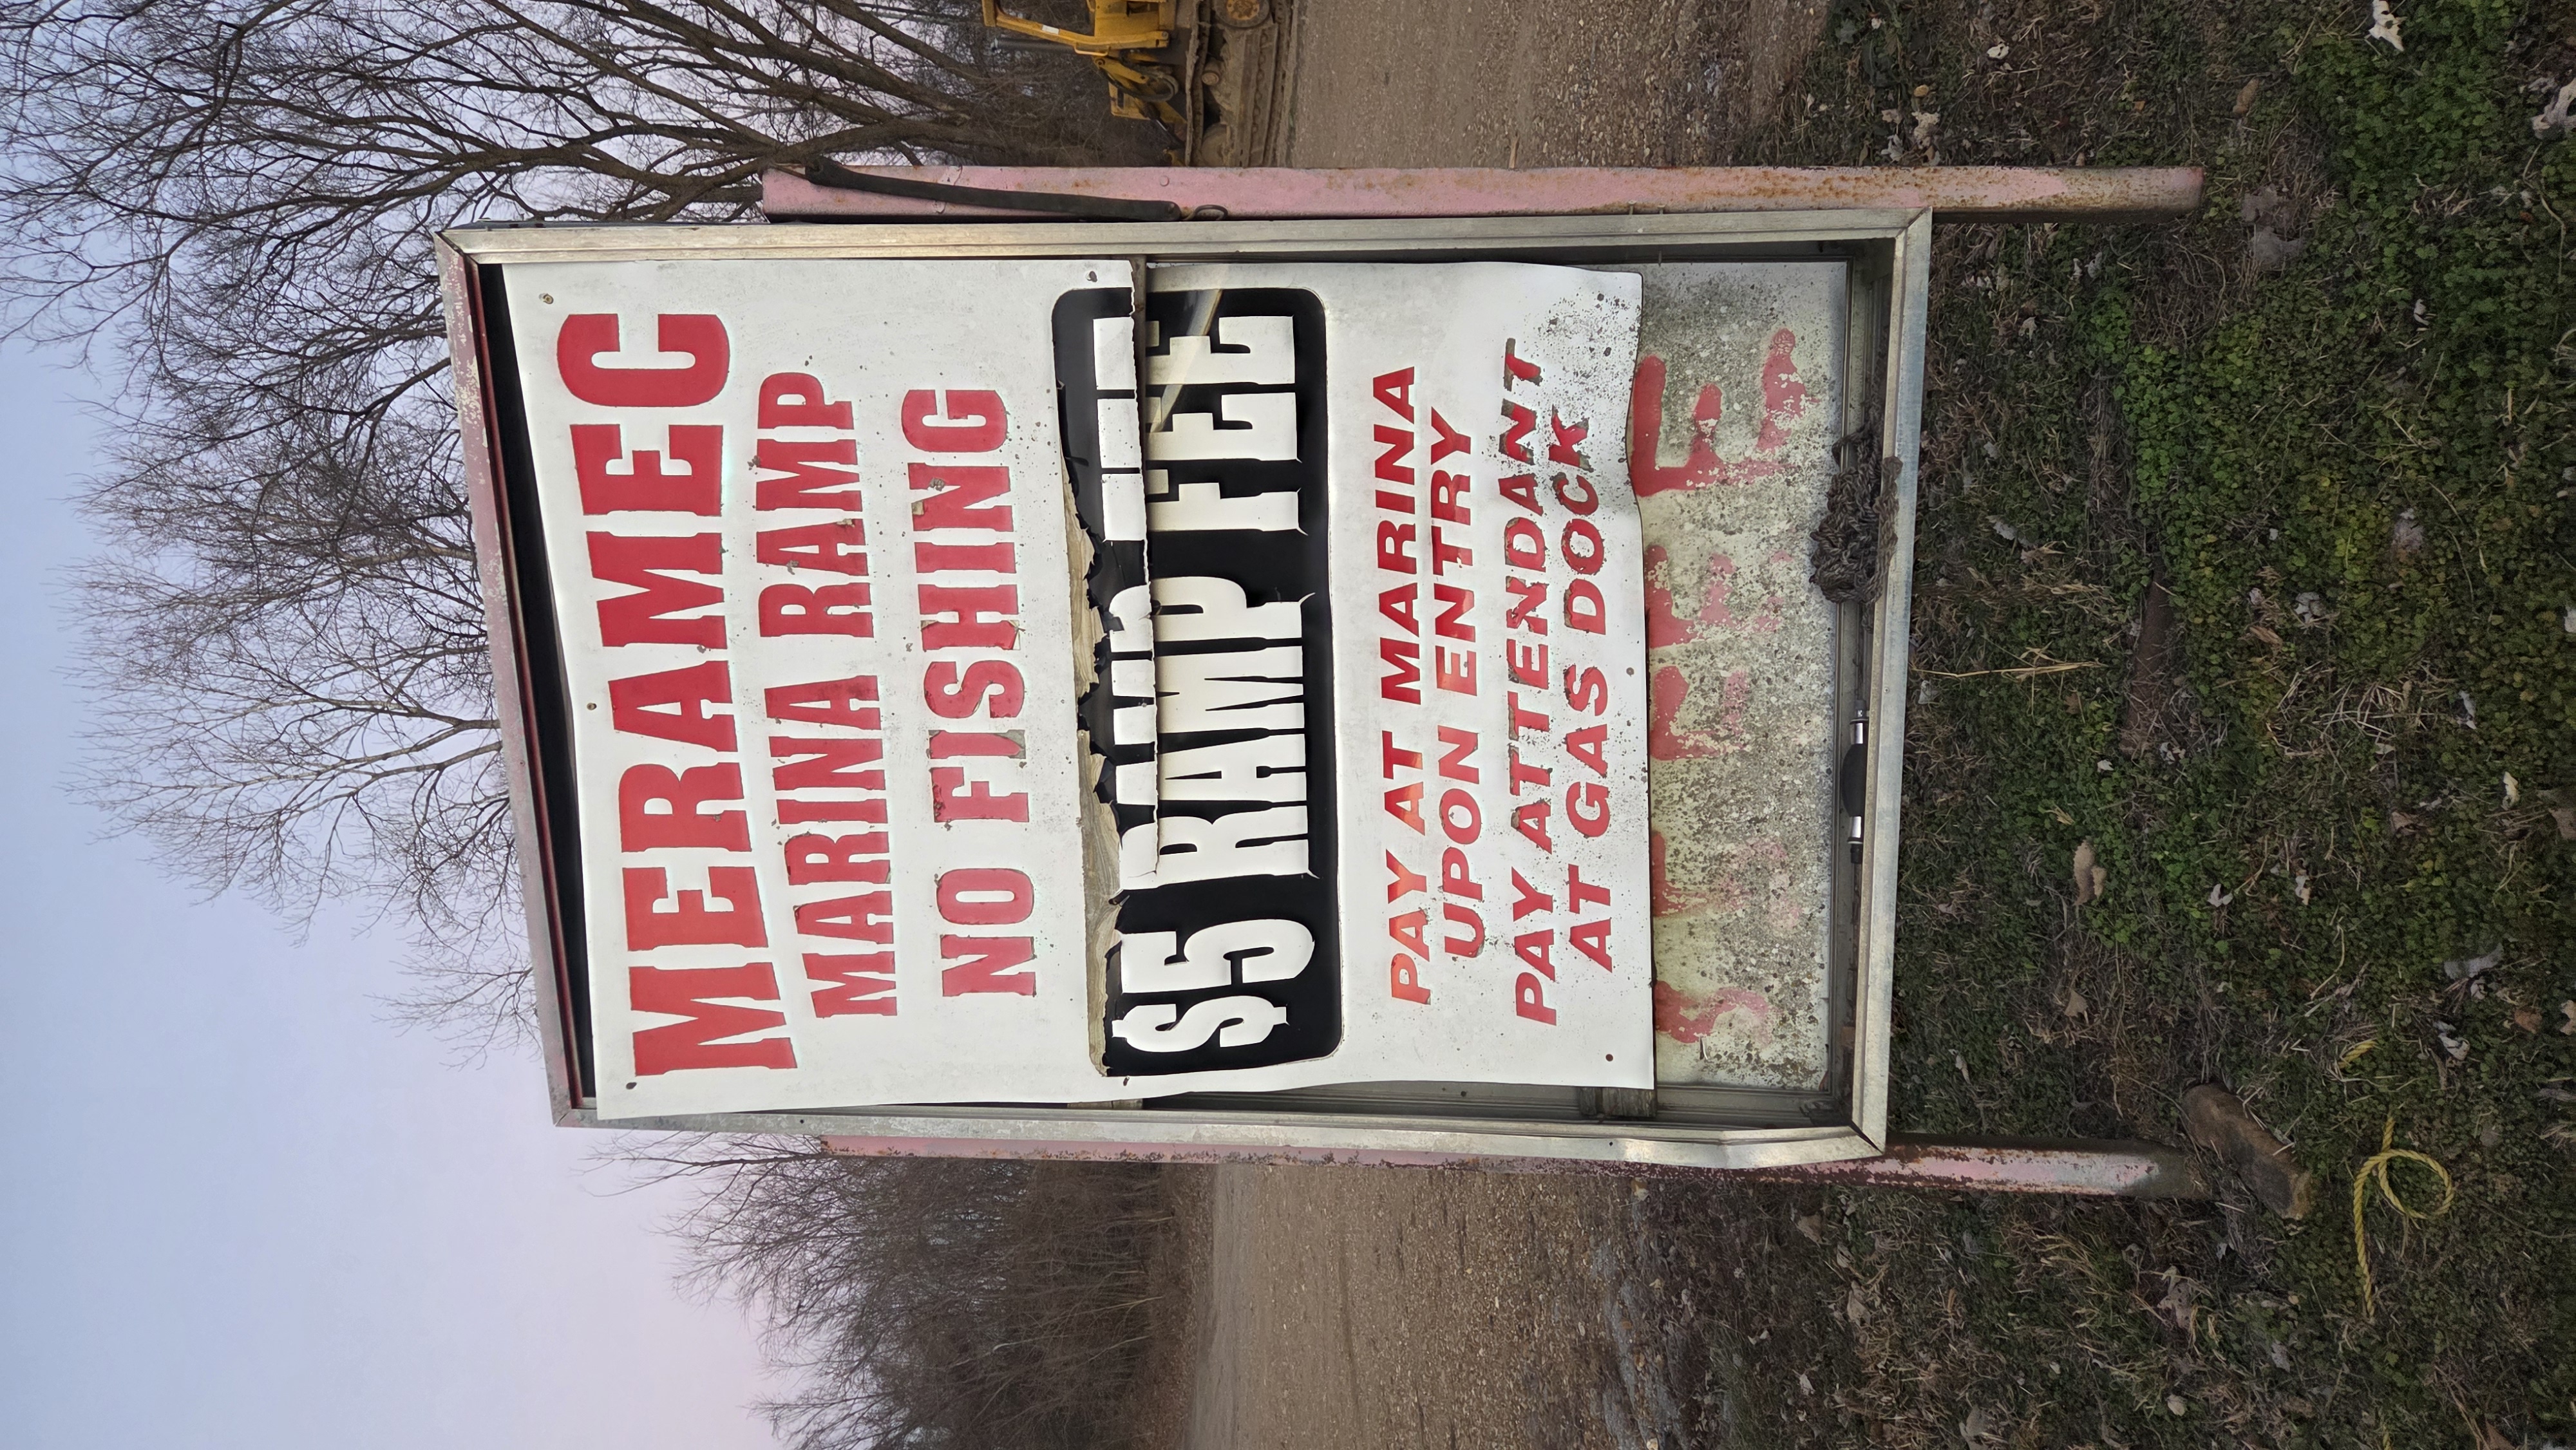 MERAMEC
MARINA RAMP
NO FISHING
$5 RAMP FEE
PAY AT MARINA
UPON ENTRY
PAY ATTENDANT
AT GAS DOCK